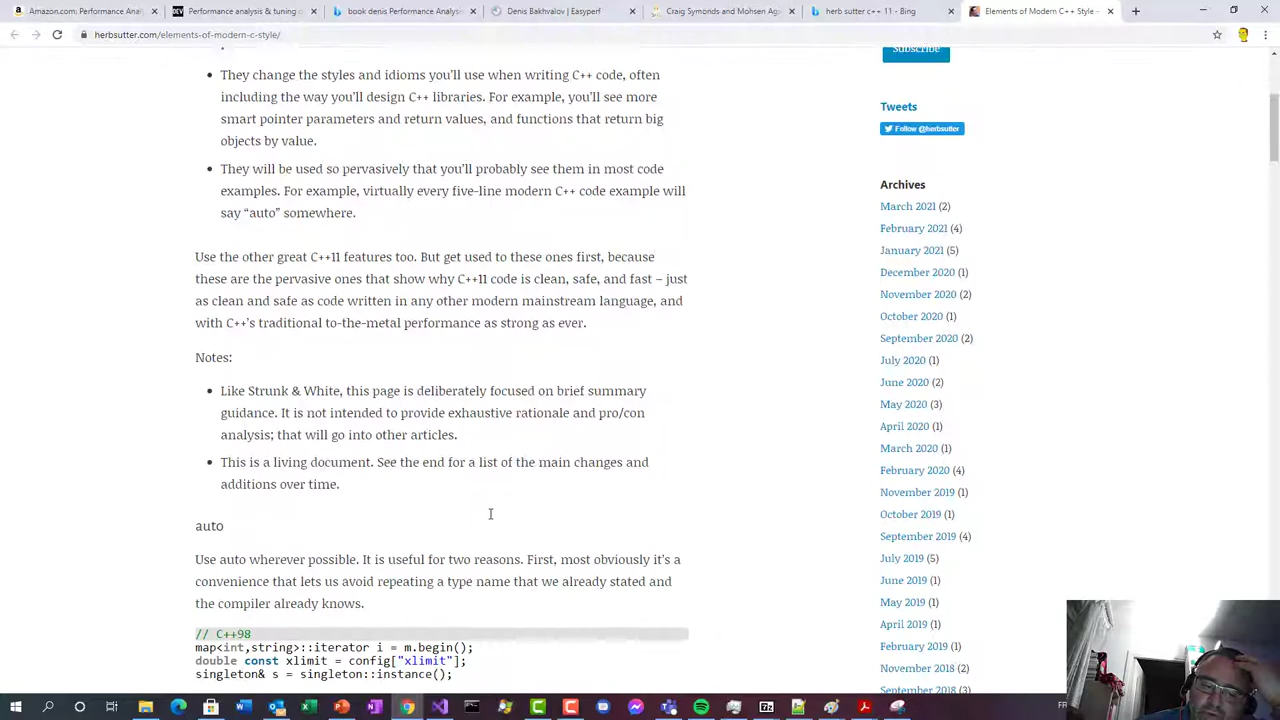 Amazon.com: Performance Anal
Performance analysis & tuning o
book denis Performance Analys
Denis Bakhvalov | Easyperf
Craig Symonds and Mohsen Ag
herb sutter c++ 11 - Bing
Elements of Modern C++ Style –
herbsutter.com/elements-of-modern-c-style/
They change the styles and idioms you'll use when writing C++ code, often
including the way you'll design C++ libraries. For example, you'll see more
smart pointer parameters and return values, and functions that return big
objects by value.
They will be used so pervasively that you'll probably see them in most code
examples. For example, virtually every five-line modern C++ code example will
say “auto” somewhere.
Use the other great C++11 features too. But get used to these ones first, because
these are the pervasive ones that show why C++11 code is clean, safe, and fast – just
as clean and safe as code written in any other modern mainstream language, and
with C++'s traditional to-the-metal performance as strong as ever.
Notes:
Like Strunk & White, this page is deliberately focused on brief summary
guidance. It is not intended to provide exhaustive rationale and pro/con
analysis; that will go into other articles.
This is a living document. See the end for a list of the main changes and
additions over time.
auto
Use auto wherever possible. It is useful for two reasons. First, most obviously it's a
convenience that lets us avoid repeating a type name that we already stated and
the compiler already knows.
// C++98
map<int,string>::iterator i = m.begin();
double const xlimit = config["xlimit"];
singleton& s = singleton::instance();
Subscribe
Tweets
Follow @herbsutter
Archives
March 2021 (2)
February 2021 (4)
January 2021 (5)
December 2020 (1)
November 2020 (2)
October 2020 (1)
September 2020 (2)
July 2020 (1)
June 2020 (2)
May 2020 (3)
April 2020 (1)
March 2020 (1)
February 2020 (4)
November 2019 (1)
October 2019 (1)
September 2019 (4)
July 2019 (5)
June 2019 (1)
May 2019 (1)
April 2019 (1)
February 2019 (1)
November 2018 (2)
September 2018 (3)
FR